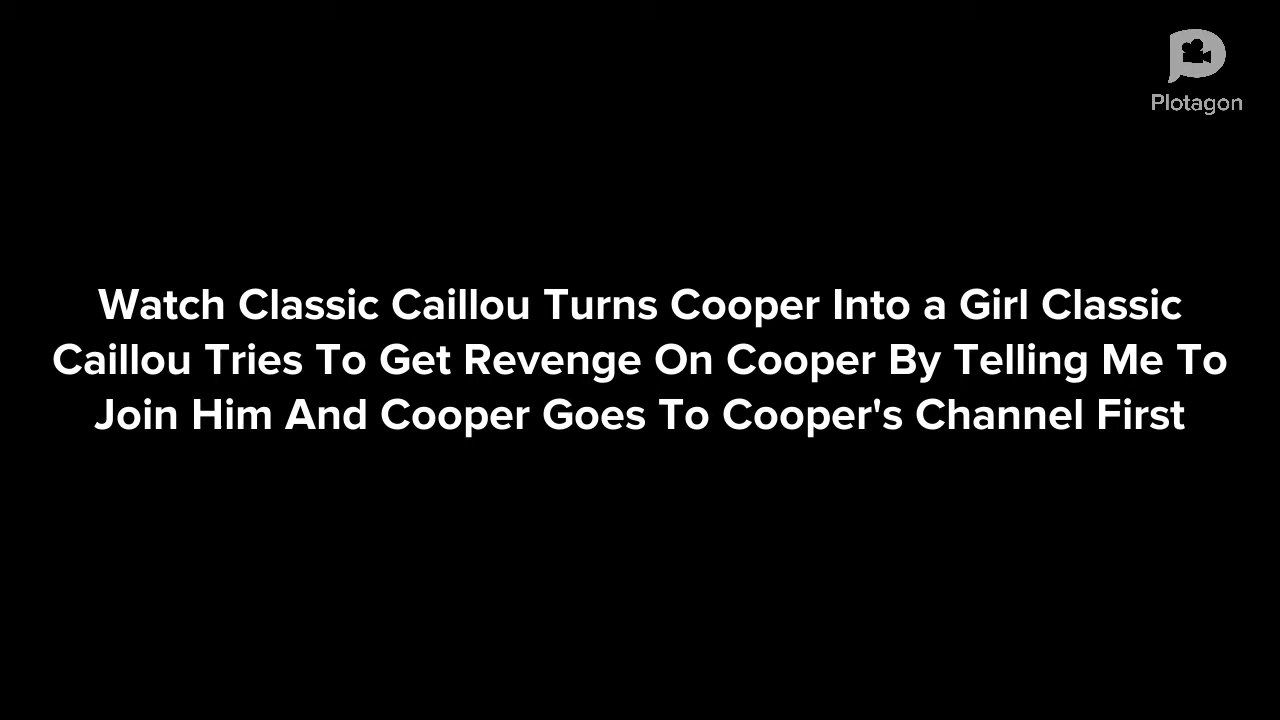 Plotagon
Watch Classic Caillou Turns Cooper Into a Girl Classic
Caillou Tries To Get Revenge On Cooper By Telling Me To
Join Him And Cooper Goes To Cooper's Channel First